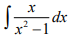 ∫ x/(x² − 1) dx